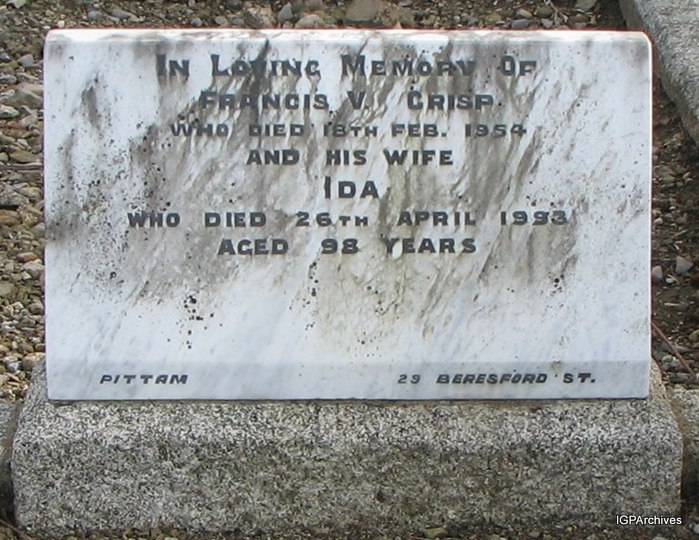 In Loving Memory Of
Francis V. Crisp.
who died 18th Feb. 1954
and his wife
Ida
who died 26th April 1993
aged 98 years
Pittam 29 Beresford St.
IGPArchives